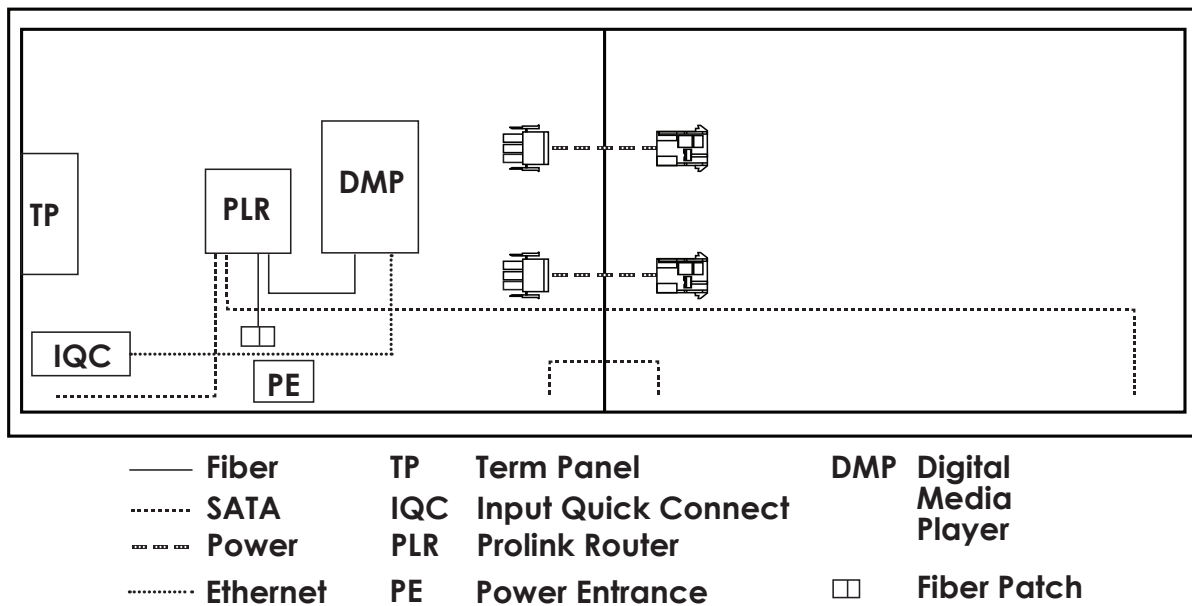 DMP
PLR
TP
IQC
PE
Fiber TP Term Panel DMP Digital
SATA IQC Input Quick Connect Media
Power PLR Prolink Router Player
Ethernet PE Power Entrance Fiber Patch